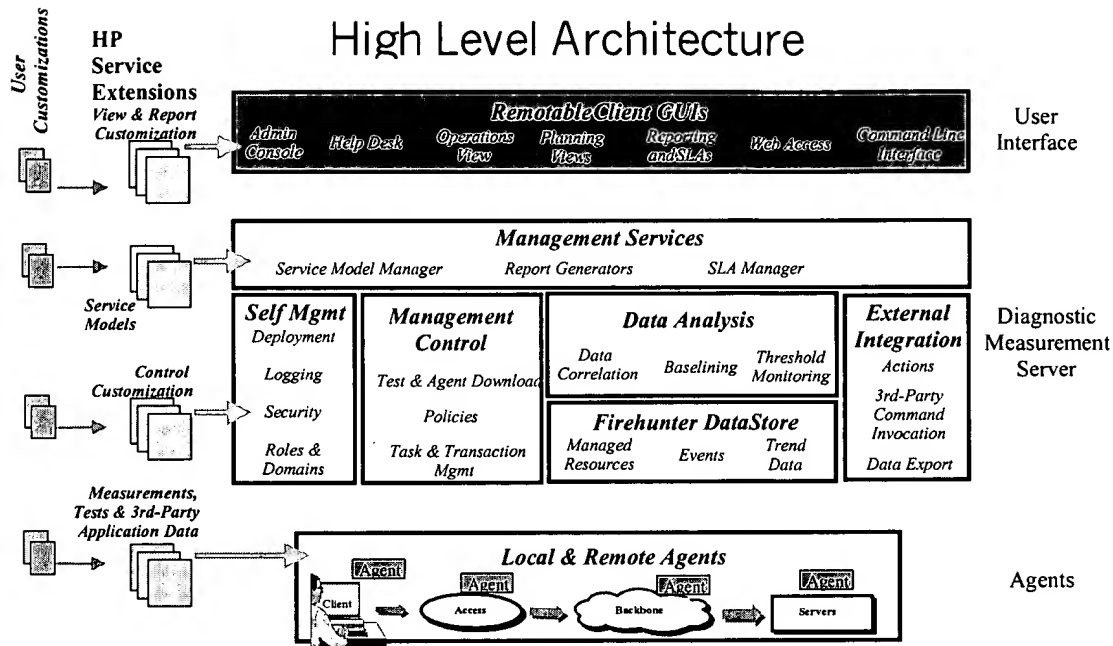 High Level Architecture
User
Customizations
HP
Service
Extensions
View & Report
Customization
Remotable Client GUIs
Admin
Console
Help Desk
Operations
View
Planning
Views
Reporting
andSLAs
Web Access
Command Line
Interface
User
Interface
Management Services
Service Model Manager
Report Generators
SLA Manager
Service
Models
Self Mgmt
Deployment
Logging
Security
Roles &
Domains
Management
Control
Test & Agent Download
Policies
Task & Transaction
Mgmt
Data Analysis
Data
Correlation
Baselining
Threshold
Monitoring
Firehunter DataStore
Managed
Resources
Events
Trend
Data
External
Integration
Actions
3rd-Party
Command
Invocation
Data Export
Diagnostic
Measurement
Server
Control
Customization
Measurements,
Tests & 3rd-Party
Application Data
Local & Remote Agents
Agent
Agent
Agent
Agent
Client
Access
Backbone
Servers
Agents